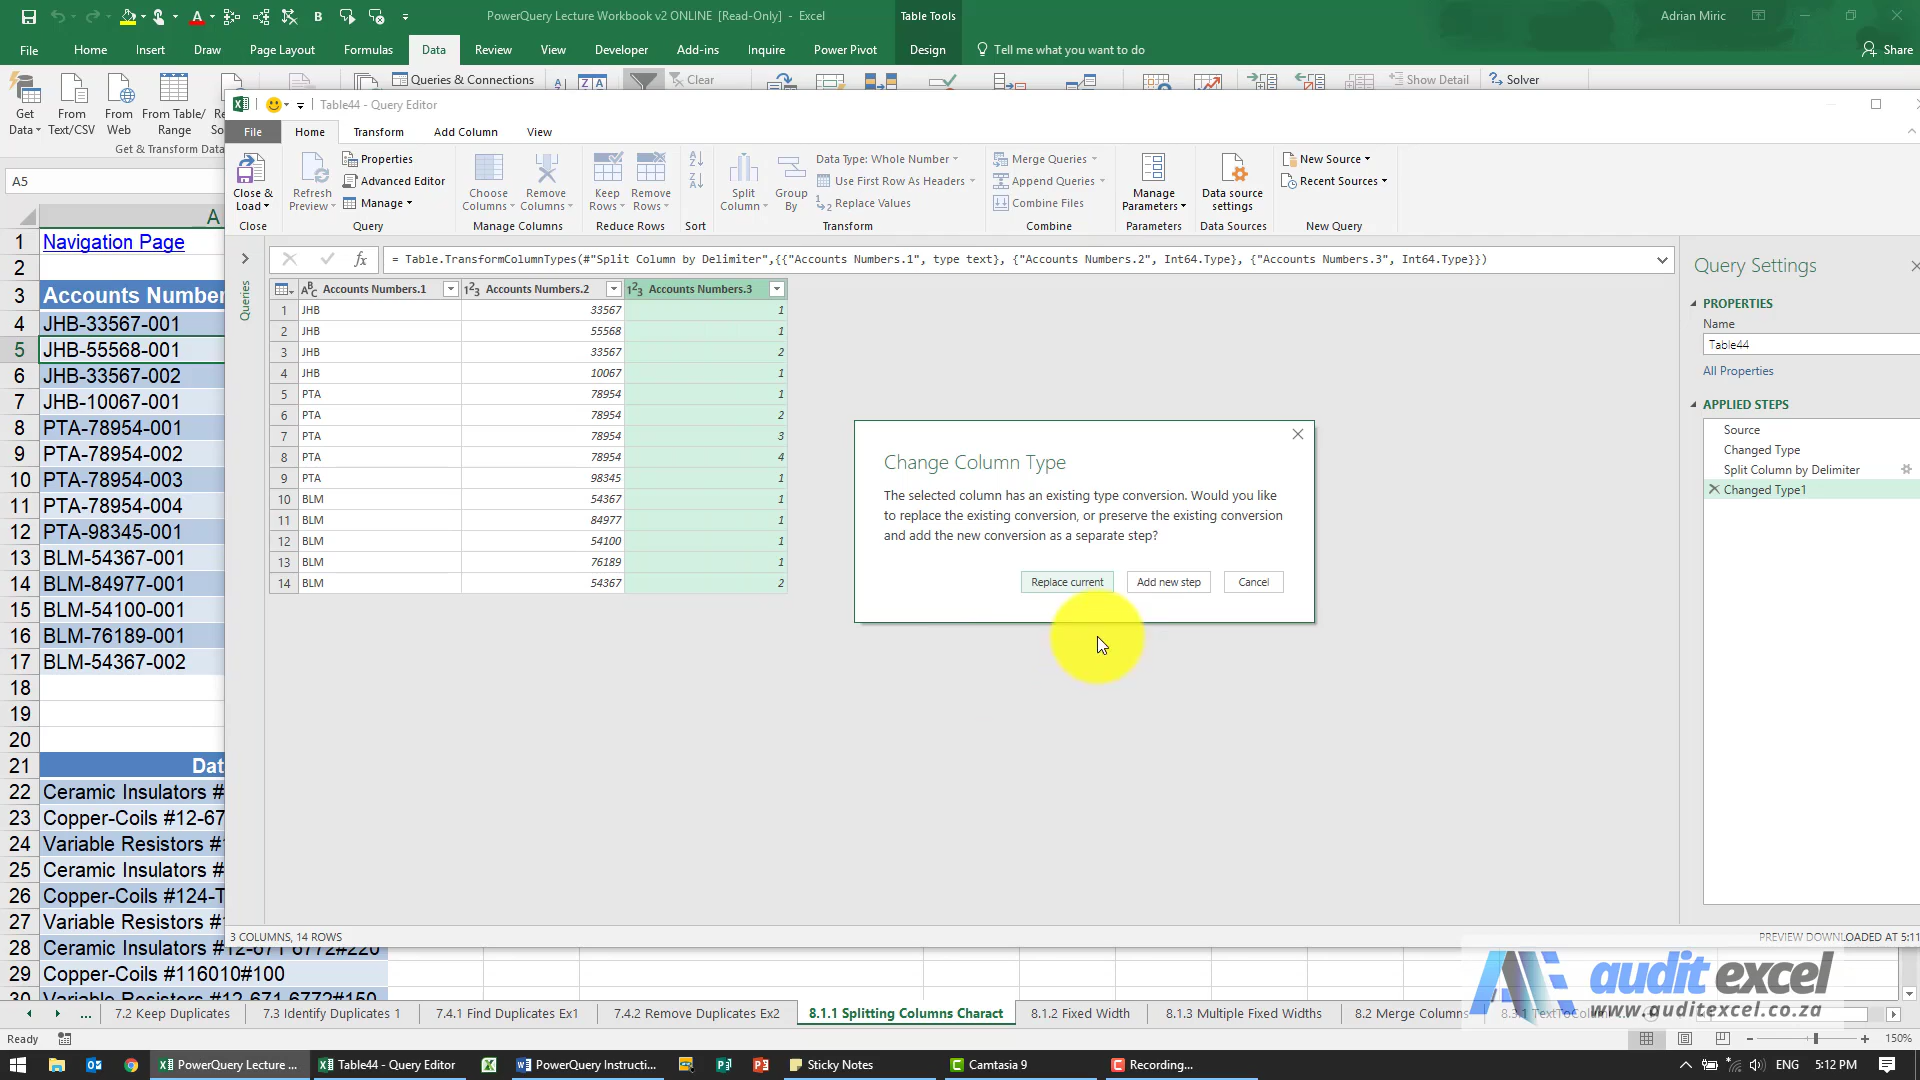 PowerQuery Lecture Workbook v2 ONLINE [Read-Only] - Excel
Table Tools
Adrian Miric
File Home Insert Draw Page Layout Formulas Data Review View Developer Add-ins Inquire Power Pivot Design Tell me what you want to do Share
Queries & Connections
Clear
Show Detail
Solver
Get Data
From Text/CSV
From Web
From Table/ Range
Get & Transform Data
Table44 - Query Editor
File Home Transform Add Column View
Close & Load
Refresh Preview
Properties
Advanced Editor
Manage
Choose Columns
Remove Columns
Keep Rows
Remove Rows
Split Column
Group By
Data Type: Whole Number
Use First Row As Headers
Replace Values
Merge Queries
Append Queries
Combine Files
Manage Parameters
Data source settings
New Source
Recent Sources
Close Query Manage Columns Reduce Rows Sort Transform Combine Parameters Data Sources New Query
A5
= Table.TransformColumnTypes(#"Split Column by Delimiter",{{"Accounts Numbers.1", type text}, {"Accounts Numbers.2", Int64.Type}, {"Accounts Numbers.3", Int64.Type}})
Queries
Accounts Numbers.1 Accounts Numbers.2 Accounts Numbers.3
1 JHB 33567 1
2 JHB 55568 1
3 JHB 33567 2
4 JHB 10067 1
5 PTA 78954 1
6 PTA 78954 2
7 PTA 78954 3
8 PTA 78954 4
9 PTA 98345 1
10 BLM 54367 1
11 BLM 84977 1
12 BLM 54100 1
13 BLM 76189 1
14 BLM 54367 2
Change Column Type
The selected column has an existing type conversion. Would you like
to replace the existing conversion, or preserve the existing conversion
and add the new conversion as a separate step?
Replace current Add new step Cancel
Query Settings
PROPERTIES
Name
Table44
All Properties
APPLIED STEPS
Source
Changed Type
Split Column by Delimiter
Changed Type1
3 COLUMNS, 14 ROWS
PREVIEW DOWNLOADED AT 5:11
A
1 Navigation Page
2
3 Accounts Number
4 JHB-33567-001
5 JHB-55568-001
6 JHB-33567-002
7 JHB-10067-001
8 PTA-78954-001
9 PTA-78954-002
10 PTA-78954-003
11 PTA-78954-004
12 PTA-98345-001
13 BLM-54367-001
14 BLM-84977-001
15 BLM-54100-001
16 BLM-76189-001
17 BLM-54367-002
18
19
20
21 Dat
22 Ceramic Insulators #
23 Copper-Coils #12-67
24 Variable Resistors #
25 Ceramic Insulators #
26 Copper-Coils #124-T
27 Variable Resistors #
28 Ceramic Insulators #12-671 6772#220
29 Copper-Coils #116010#100
30 Variable Resistors #12-671 6772#150
audit excel
www.auditexcel.co.za
... 7.2 Keep Duplicates 7.3 Identify Duplicates 1 7.4.1 Find Duplicates Ex1 7.4.2 Remove Duplicates Ex2 8.1.1 Splitting Columns Charact 8.1.2 Fixed Width 8.1.3 Multiple Fixed Widths 8.2 Merge Columns
Ready
150%
PowerQuery Lecture ... Table44 - Query Editor PowerQuery Instructi... Sticky Notes Camtasia 9 Recording... ENG 5:12 PM